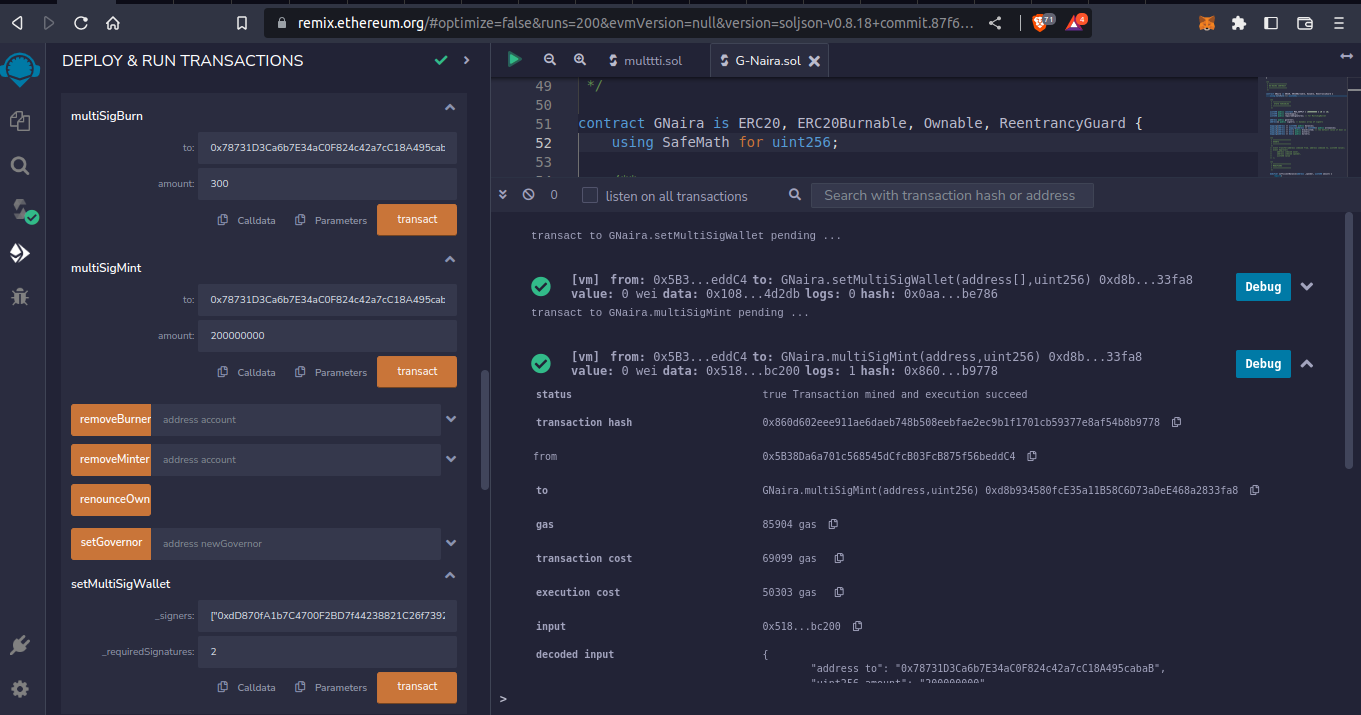 remix.ethereum.org/#optimize=false&runs=200&evmVersion=null&version=soljson-v0.8.18+commit.87f6...
71
4
DEPLOY & RUN TRANSACTIONS
multiSigBurn
to:
0x78731D3Ca6b7E34aC0F824c42a7cC18A495cab
amount:
300
Calldata
Parameters
transact
multiSigMint
to:
0x78731D3Ca6b7E34aC0F824c42a7cC18A495cab
amount:
200000000
Calldata
Parameters
transact
removeBurner
address account
removeMinter
address account
renounceOwn
setGovernor
address newGovernor
setMultiSigWallet
_signers:
["0xdD870fA1b7C4700F2BD7f44238821C26f7392
_requiredSignatures:
2
Calldata
Parameters
transact
multtti.sol
G-Naira.sol
49 */
50
51 contract GNaira is ERC20, ERC20Burnable, Ownable, ReentrancyGuard {
52 using SafeMath for uint256;
53
0
listen on all transactions
Search with transaction hash or address
transact to GNaira.setMultiSigWallet pending ...
[vm] from: 0x5B3...eddC4 to: GNaira.setMultiSigWallet(address[],uint256) 0xd8b...33fa8
value: 0 wei data: 0x108...4d2db logs: 0 hash: 0x0aa...be786
Debug
transact to GNaira.multiSigMint pending ...
[vm] from: 0x5B3...eddC4 to: GNaira.multiSigMint(address,uint256) 0xd8b...33fa8
value: 0 wei data: 0x518...bc200 logs: 1 hash: 0x860...b9778
Debug
status true Transaction mined and execution succeed
transaction hash 0x860d602eee911ae6daeb748b508eebfae2ec9b1f1701cb59377e8af54b8b9778
from 0x5B38Da6a701c568545dCfcB03FcB875f56beddC4
to GNaira.multiSigMint(address,uint256) 0xd8b934580fcE35a11B58C6D73aDeE468a2833fa8
gas 85904 gas
transaction cost 69099 gas
execution cost 50303 gas
input 0x518...bc200
decoded input {
"address to": "0x78731D3Ca6b7E34aC0F824c42a7cC18A495cabaB",
"uint256 amount": "200000000"
>